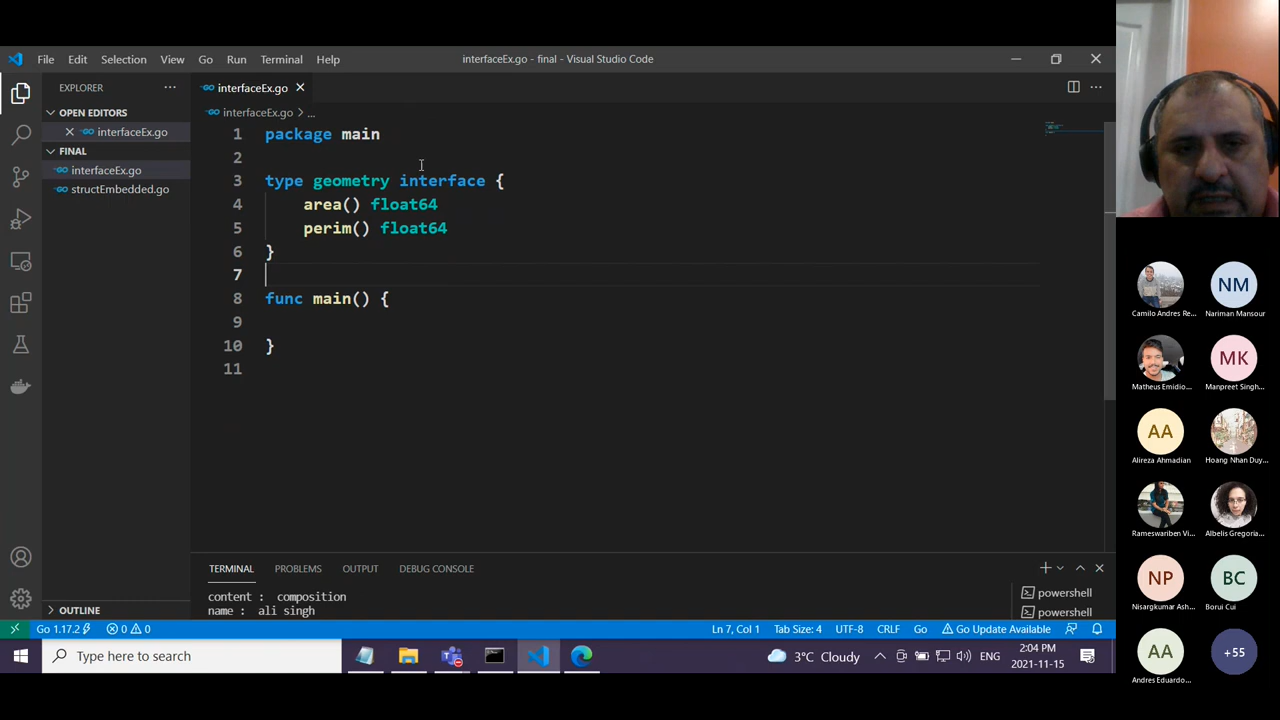 File Edit Selection View Go Run Terminal Help
interfaceEx.go - final - Visual Studio Code
EXPLORER
interfaceEx.go
OPEN EDITORS
interfaceEx.go
FINAL
interfaceEx.go
structEmbedded.go
OUTLINE
interfaceEx.go > ...
1 package main
2
3 type geometry interface {
4 area() float64
5 perim() float64
6 }
7
8 func main() {
9
10 }
11
TERMINAL PROBLEMS OUTPUT DEBUG CONSOLE
content : composition
name : ali singh
powershell
powershell
Go 1.17.2 0 0
Ln 7, Col 1 Tab Size: 4 UTF-8 CRLF Go Go Update Available
Type here to search
3°C Cloudy
ENG
2:04 PM
2021-11-15
Camilo Andres Re...
NM
Nariman Mansour
Matheus Emidio...
MK
Manpreet Singh...
AA
Alireza Ahmadian
Hoang Nhan Duy...
Rameswariben Vi...
Albelis Gregoria...
NP
Nisargkumar Ash...
BC
Borui Cui
AA
Andres Eduardo...
+55